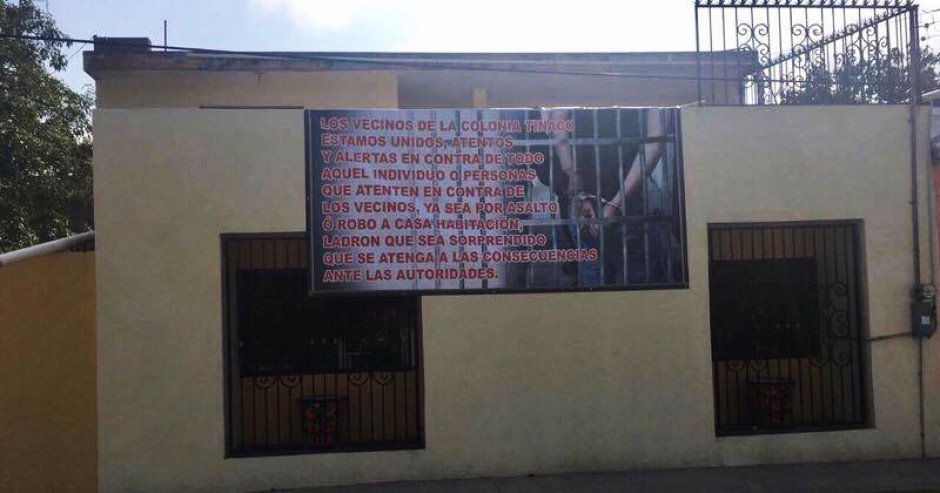 LOS VECINOS DE LA COLONIA TINACO
ESTAMOS UNIDOS, ATENTOS
Y ALERTAS EN CONTRA DE TODO
AQUEL INDIVIDUO O PERSONAS
QUE ATENTEN EN CONTRA DE
LOS VECINOS, YA SEA POR ASALTO
O ROBO A CASA HABITACIÓN,
LADRON QUE SEA SORPRENDIDO
QUE SE ATENGA A LAS CONSECUENCIAS
ANTE LAS AUTORIDADES.